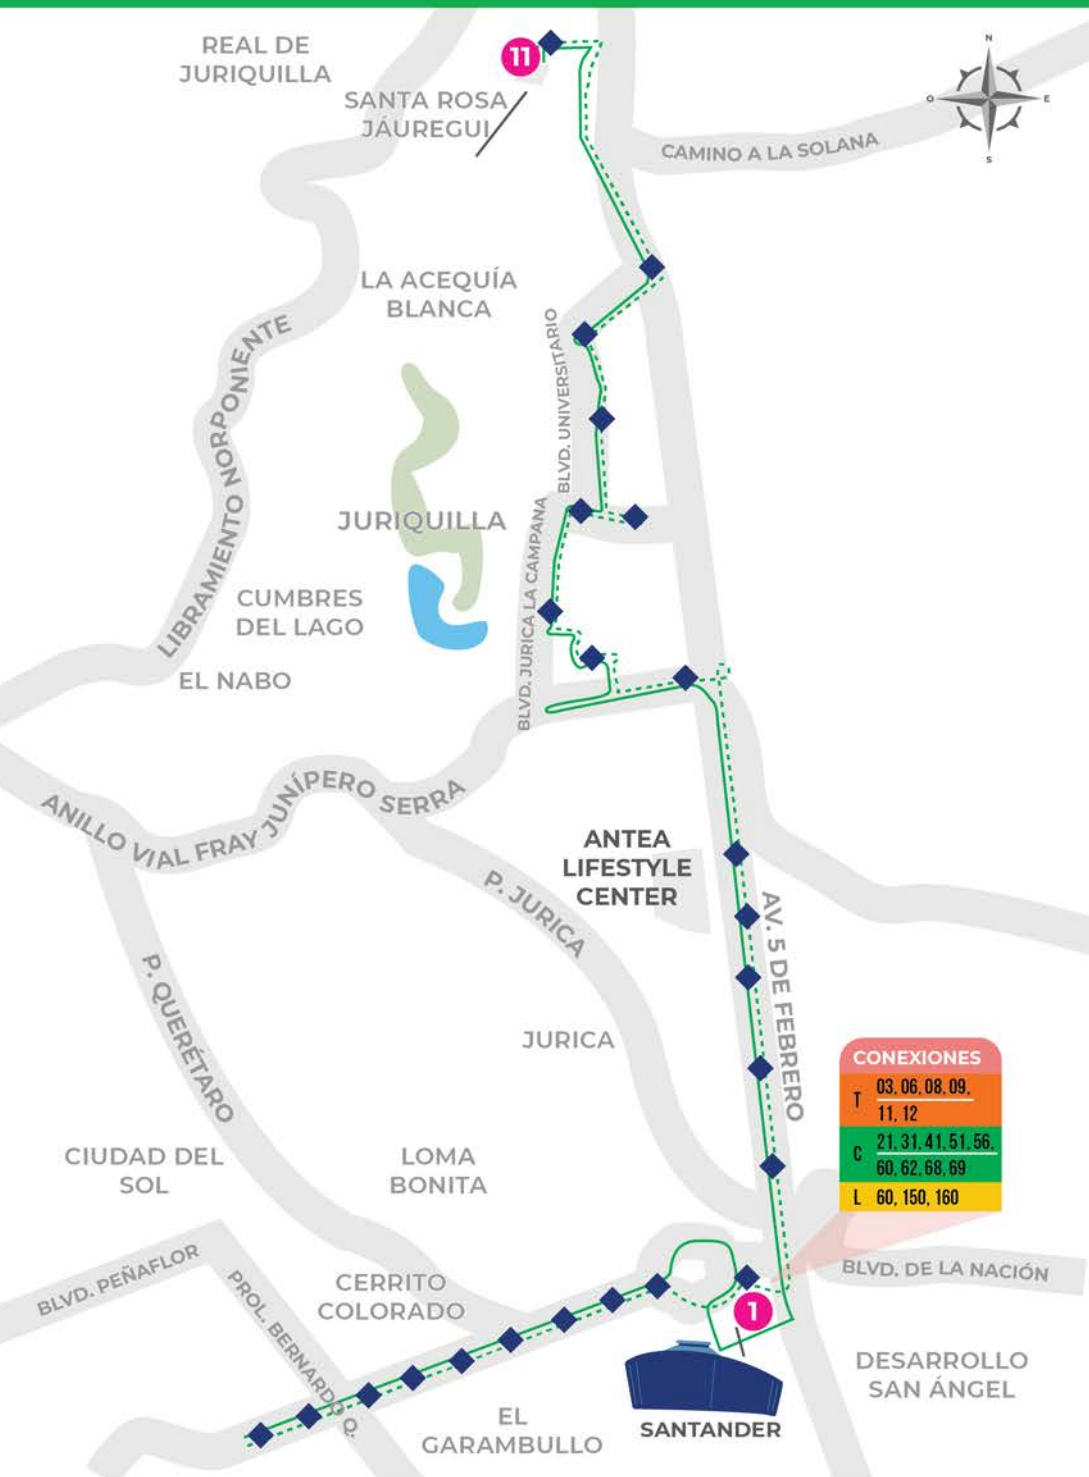 REAL DE
JURIQUILLA
11
N
O
E
S
SANTA ROSA
JÁUREGUI
CAMINO A LA SOLANA
LA ACEQUÍA
BLANCA
LIBRAMIENTO NORPONIENTE
BLVD. UNIVERSITARIO
JURIQUILLA
BLVD. JURICA LA CAMPANA
CUMBRES
DEL LAGO
EL NABO
ANILLO VIAL FRAY JUNÍPERO SERRA
ANTEA
LIFESTYLE
CENTER
P. JURICA
AV. 5 DE FEBRERO
P. QUERÉTARO
JURICA
CONEXIONES
T 03, 06, 08, 09,
11, 12
C 21, 31, 41, 51, 56,
60, 62, 68, 69
L 60, 150, 160
CIUDAD DEL
SOL
LOMA
BONITA
BLVD. PEÑAFLOR
PROL. BERNARDO Q.
CERRITO
COLORADO
BLVD. DE LA NACIÓN
1
DESARROLLO
SAN ÁNGEL
EL
GARAMBULLO
SANTANDER